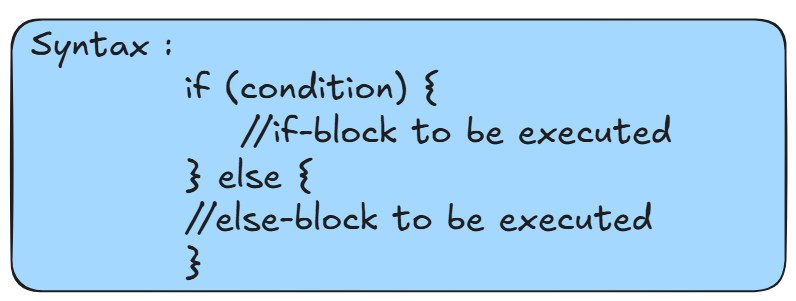 Syntax :
if (condition) {
//if-block to be executed
} else {
//else-block to be executed
}